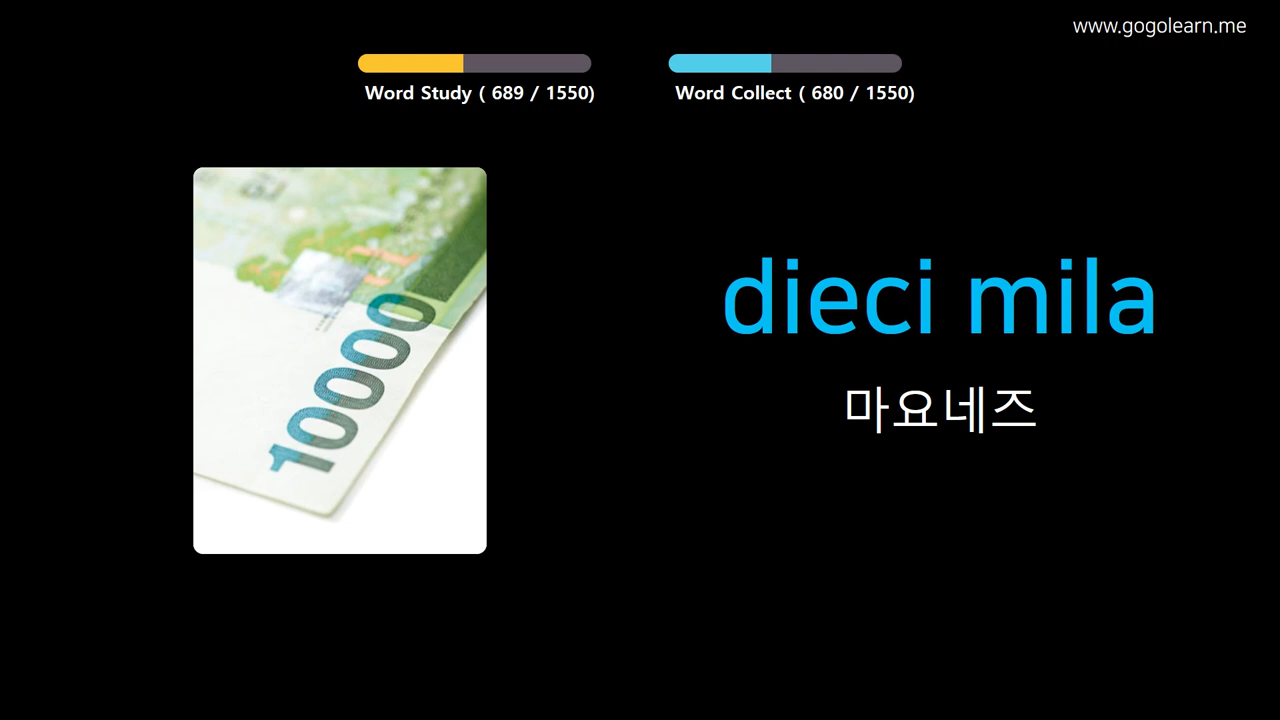 www.gogolearn.me
Word Study ( 689 / 1550)
Word Collect ( 680 / 1550)
10000
dieci mila
마요네즈